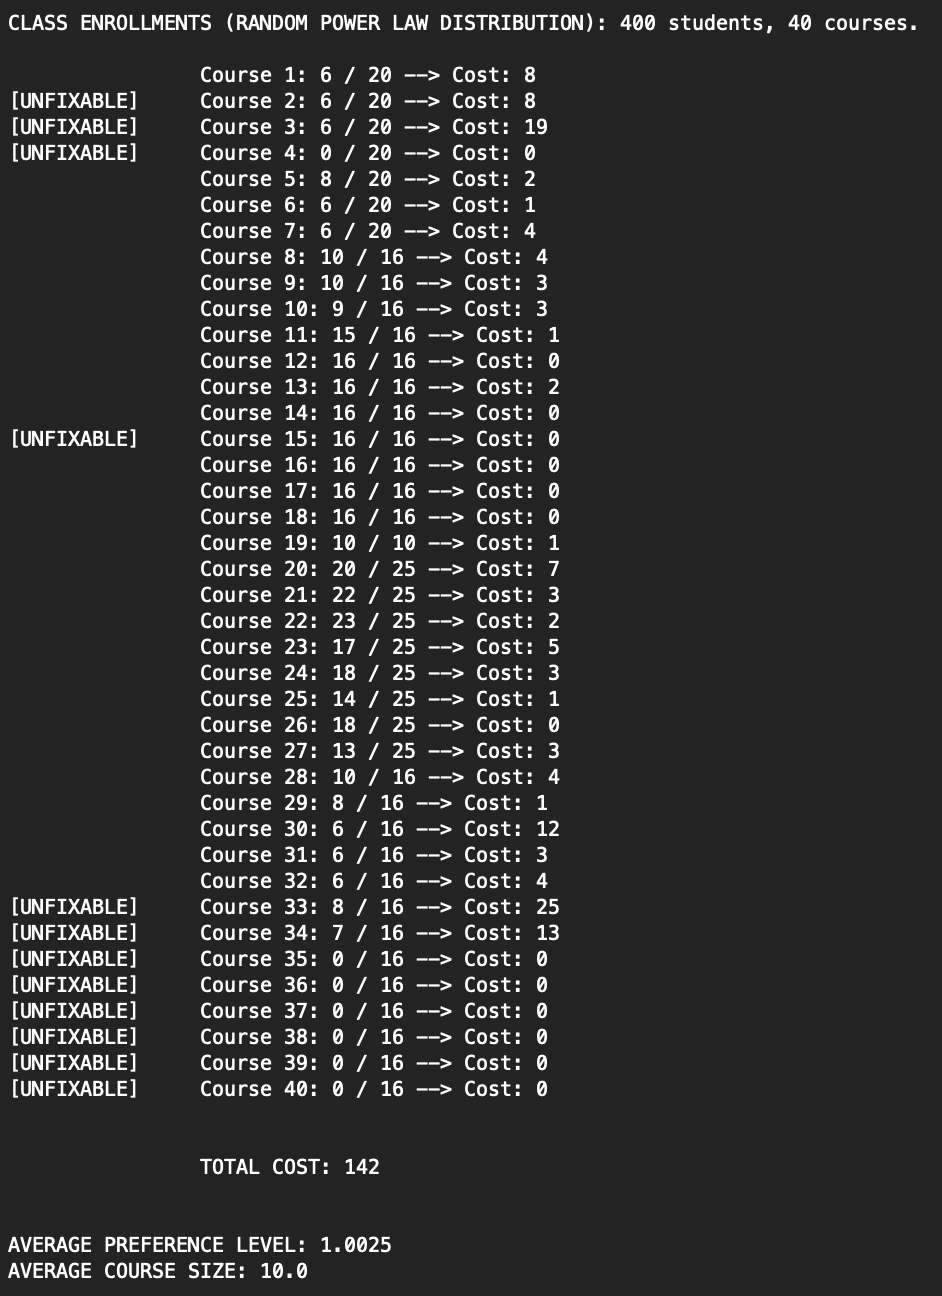 CLASS ENROLLMENTS (RANDOM POWER LAW DISTRIBUTION): 400 students, 40 courses.
Course 1: 6 / 20 --> Cost: 8
[UNFIXABLE] Course 2: 6 / 20 --> Cost: 8
[UNFIXABLE] Course 3: 6 / 20 --> Cost: 19
[UNFIXABLE] Course 4: 0 / 20 --> Cost: 0
Course 5: 8 / 20 --> Cost: 2
Course 6: 6 / 20 --> Cost: 1
Course 7: 6 / 20 --> Cost: 4
Course 8: 10 / 16 --> Cost: 4
Course 9: 10 / 16 --> Cost: 3
Course 10: 9 / 16 --> Cost: 3
Course 11: 15 / 16 --> Cost: 1
Course 12: 16 / 16 --> Cost: 0
Course 13: 16 / 16 --> Cost: 2
Course 14: 16 / 16 --> Cost: 0
[UNFIXABLE] Course 15: 16 / 16 --> Cost: 0
Course 16: 16 / 16 --> Cost: 0
Course 17: 16 / 16 --> Cost: 0
Course 18: 16 / 16 --> Cost: 0
Course 19: 10 / 10 --> Cost: 1
Course 20: 20 / 25 --> Cost: 7
Course 21: 22 / 25 --> Cost: 3
Course 22: 23 / 25 --> Cost: 2
Course 23: 17 / 25 --> Cost: 5
Course 24: 18 / 25 --> Cost: 3
Course 25: 14 / 25 --> Cost: 1
Course 26: 18 / 25 --> Cost: 0
Course 27: 13 / 25 --> Cost: 3
Course 28: 10 / 16 --> Cost: 4
Course 29: 8 / 16 --> Cost: 1
Course 30: 6 / 16 --> Cost: 12
Course 31: 6 / 16 --> Cost: 3
Course 32: 6 / 16 --> Cost: 4
[UNFIXABLE] Course 33: 8 / 16 --> Cost: 25
[UNFIXABLE] Course 34: 7 / 16 --> Cost: 13
[UNFIXABLE] Course 35: 0 / 16 --> Cost: 0
[UNFIXABLE] Course 36: 0 / 16 --> Cost: 0
[UNFIXABLE] Course 37: 0 / 16 --> Cost: 0
[UNFIXABLE] Course 38: 0 / 16 --> Cost: 0
[UNFIXABLE] Course 39: 0 / 16 --> Cost: 0
[UNFIXABLE] Course 40: 0 / 16 --> Cost: 0
TOTAL COST: 142
AVERAGE PREFERENCE LEVEL: 1.0025
AVERAGE COURSE SIZE: 10.0